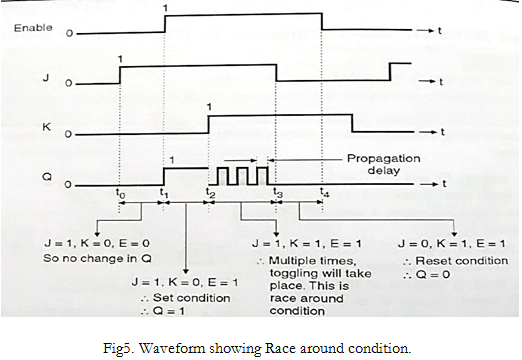 Enable 0 1 t
J 0 1 t
K 0 1 t
Q 0 1 Propagation delay t
t0 t1 t2 t3 t4
J = 1, K = 0, E = 0
So no change in Q
J = 1, K = 0, E = 1
∴ Set condition
∴ Q = 1
J = 1, K = 1, E = 1
∴ Multiple times,
toggling will take
place. This is
race around
condition
J = 0, K = 1, E = 1
∴ Reset condition
∴ Q = 0
Fig5. Waveform showing Race around condition.